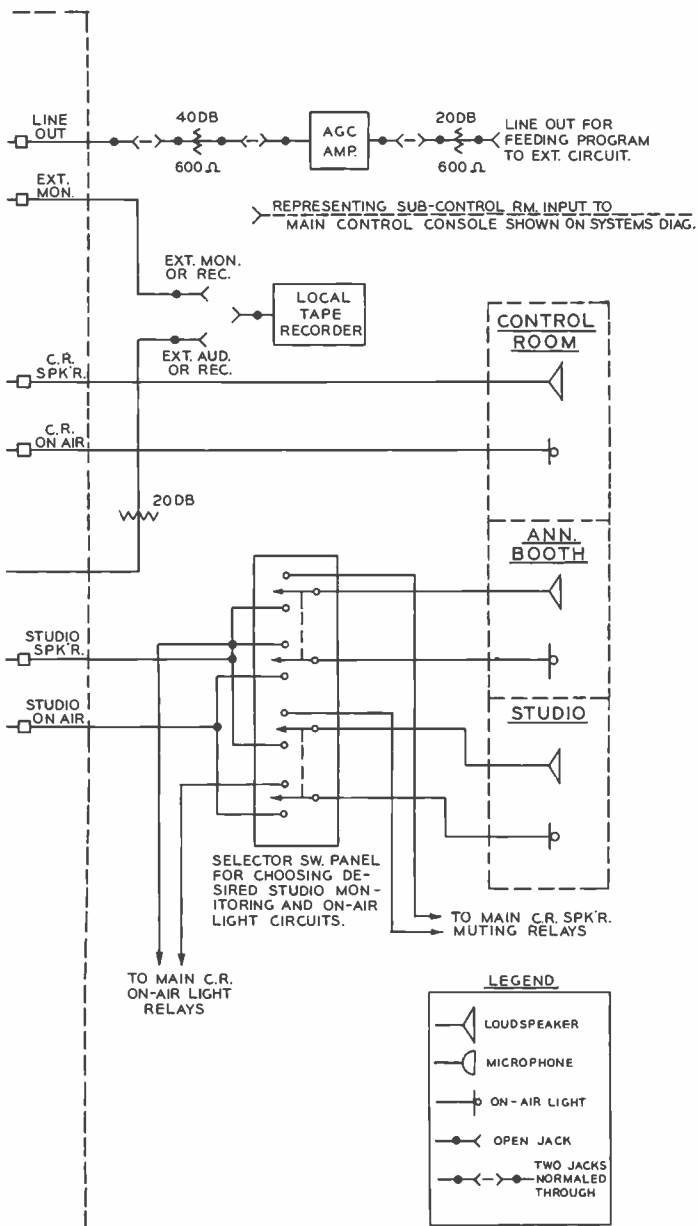 LINE
OUT
40DB
600Ω
AGC
AMP.
20DB
600Ω
LINE OUT FOR
FEEDING PROGRAM
TO EXT. CIRCUIT.
EXT.
MON.
REPRESENTING SUB-CONTROL RM. INPUT TO
MAIN CONTROL CONSOLE SHOWN ON SYSTEMS DIAG.
EXT. MON.
OR REC.
LOCAL
TAPE
RECORDER
EXT. AUD.
OR REC.
CONTROL
ROOM
C.R.
SPK'R.
C.R.
ON AIR
20DB
ANN.
BOOTH
STUDIO
SPK'R.
STUDIO
ON AIR
STUDIO
SELECTOR SW. PANEL
FOR CHOOSING DE-
SIRED STUDIO MON-
ITORING AND ON-AIR
LIGHT CIRCUITS.
TO MAIN C.R. SPK'R.
MUTING RELAYS
TO MAIN C.R.
ON-AIR LIGHT
RELAYS
LEGEND
LOUDSPEAKER
MICROPHONE
ON-AIR LIGHT
OPEN JACK
TWO JACKS
NORMALED
THROUGH